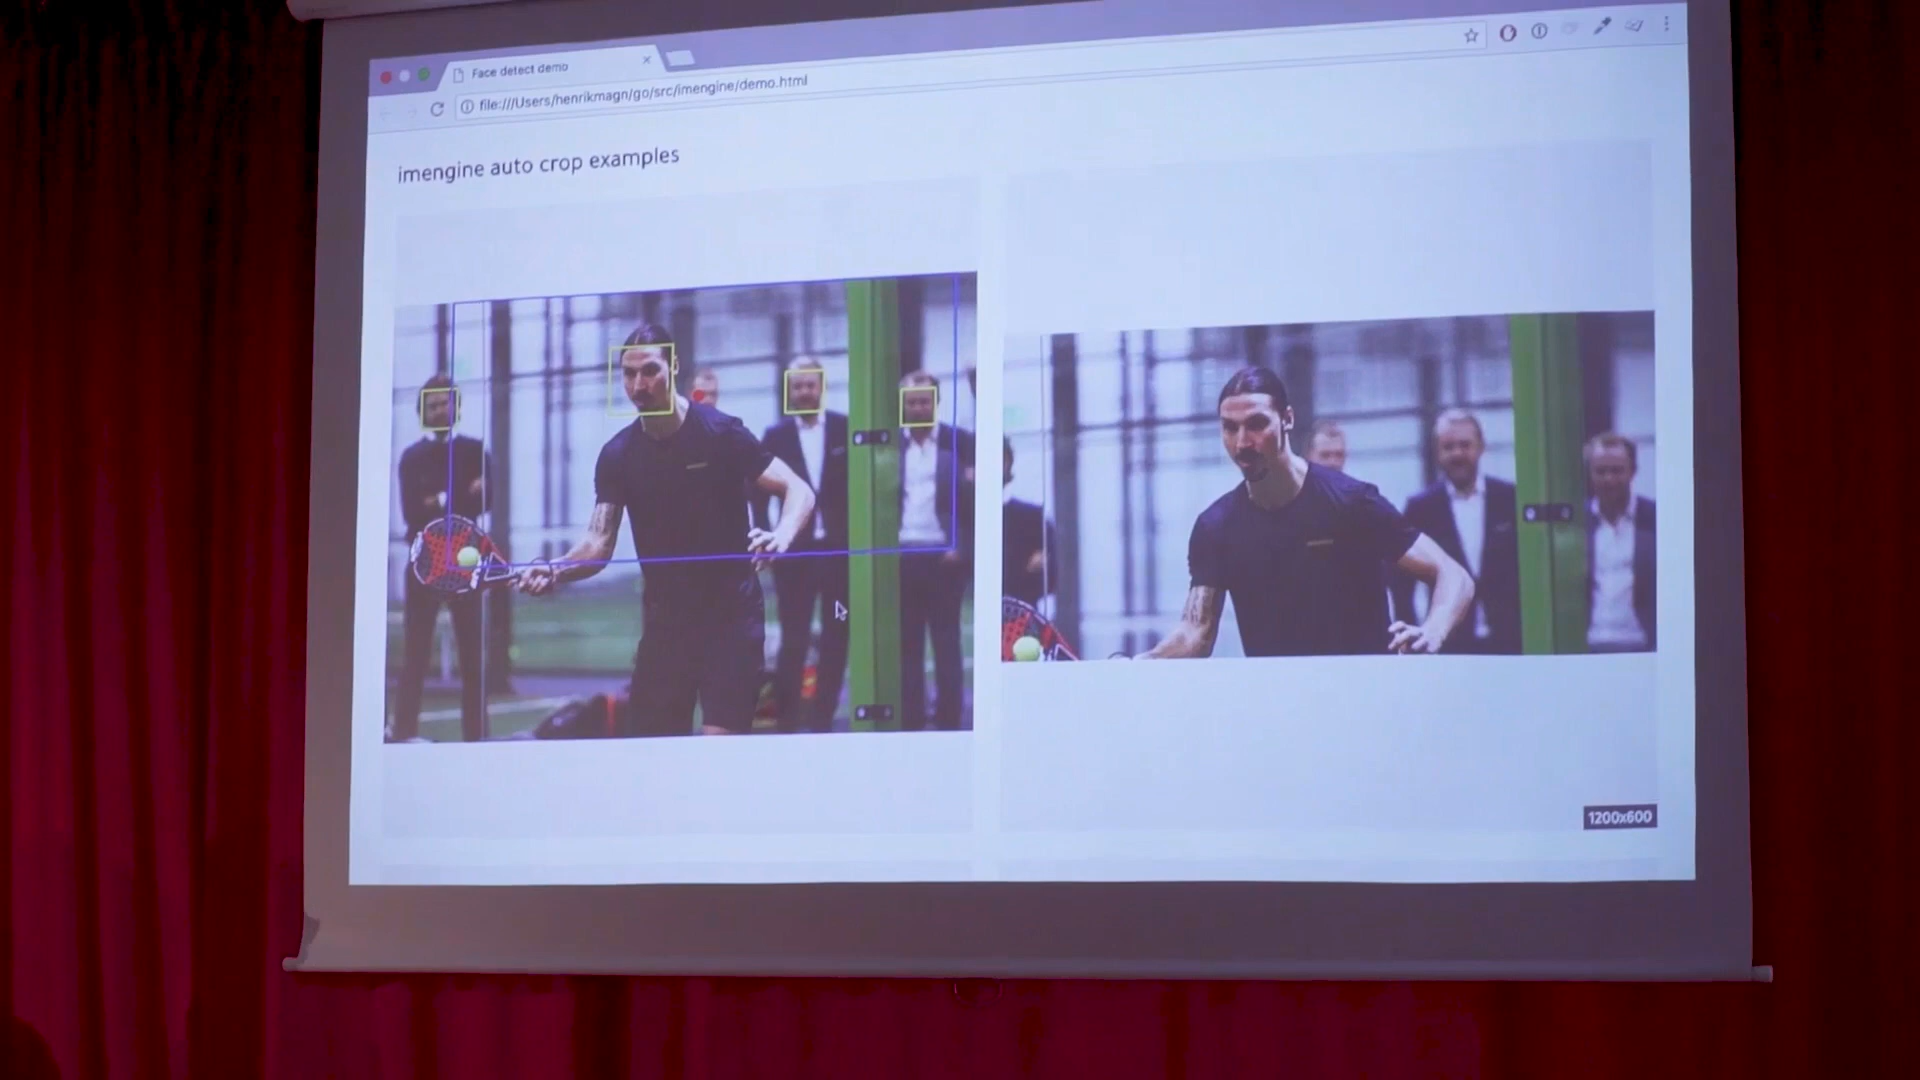 Face detect demo
file:///Users/henrikmagn/go/src/imengine/demo.html
imengine auto crop examples
1200x600